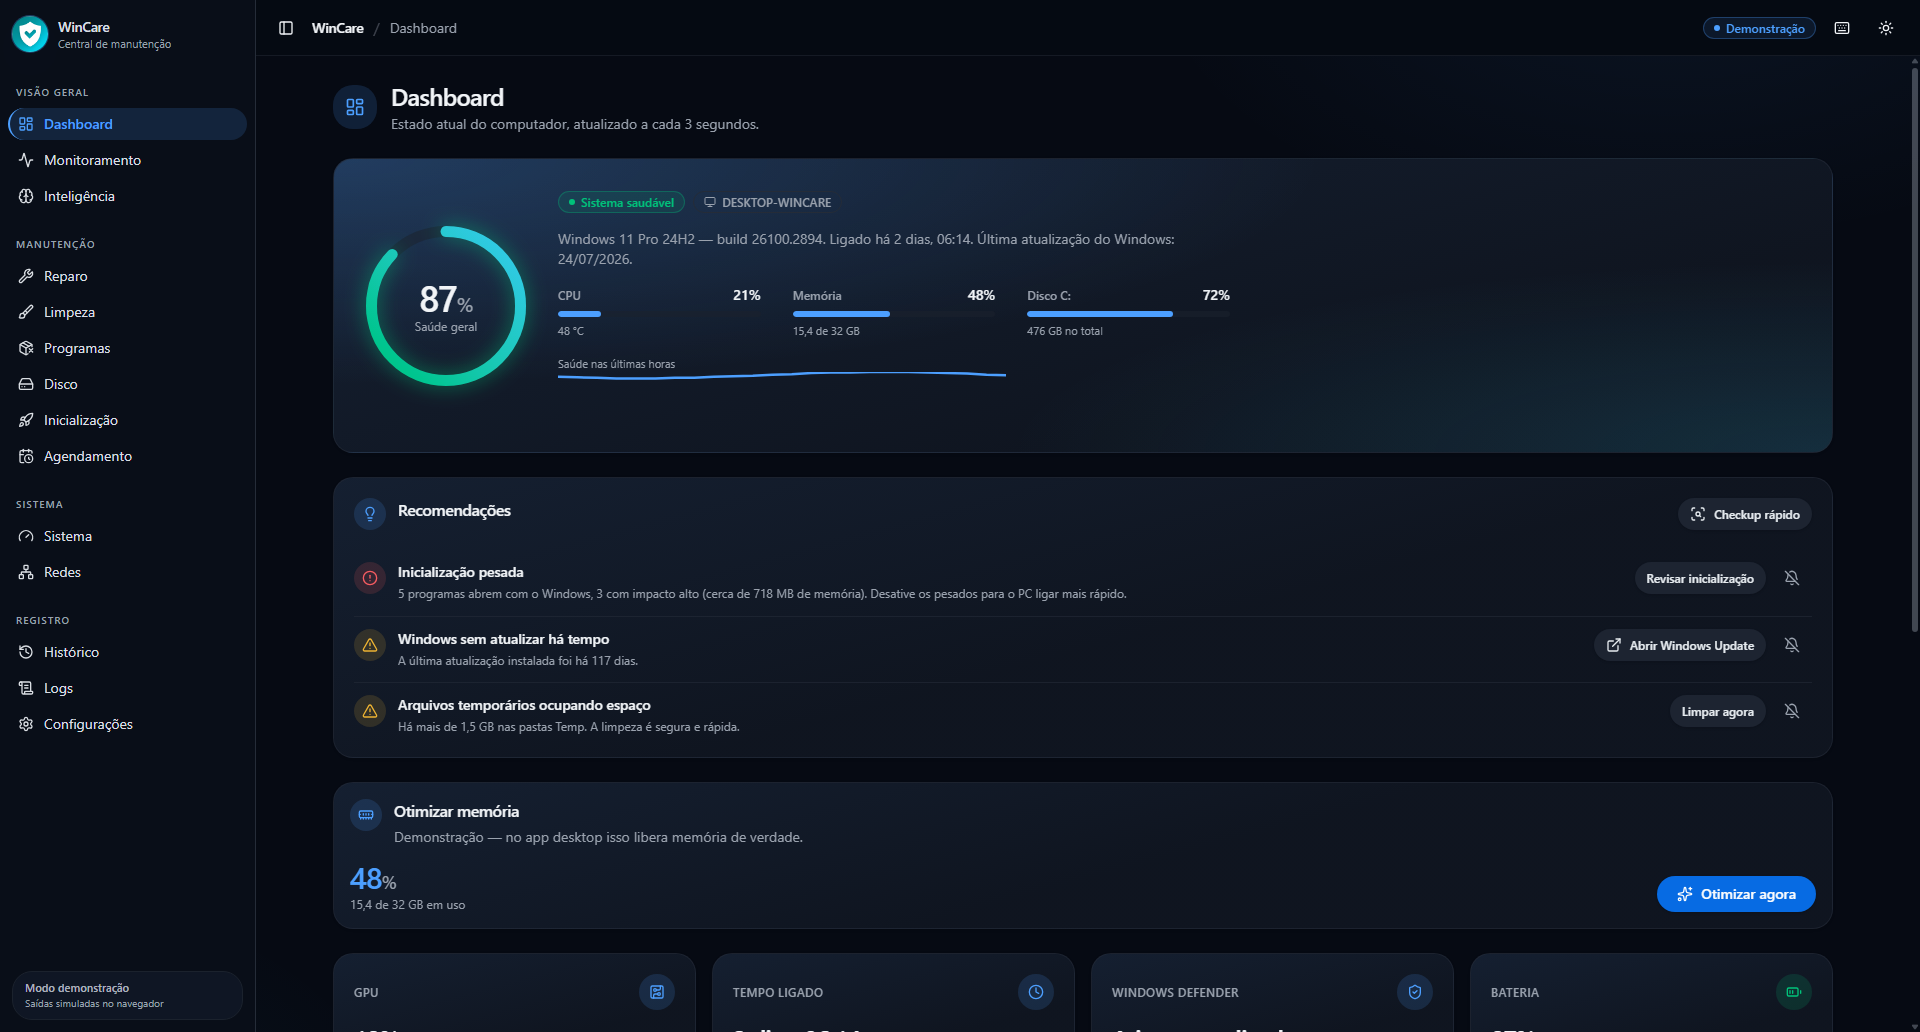 WinCare
Central de manutenção
VISÃO GERAL
Dashboard
Monitoramento
Inteligência
MANUTENÇÃO
Reparo
Limpeza
Programas
Disco
Inicialização
Agendamento
SISTEMA
Sistema
Redes
REGISTRO
Histórico
Logs
Configurações
Modo demonstração
Saídas simuladas no navegador
WinCare / Dashboard
Demonstração
Dashboard
Estado atual do computador, atualizado a cada 3 segundos.
87%
Saúde geral
Sistema saudável DESKTOP-WINCARE
Windows 11 Pro 24H2 — build 26100.2894. Ligado há 2 dias, 06:14. Última atualização do Windows:
24/07/2026.
CPU 21% Memória 48% Disco C: 72%
48 °C 15,4 de 32 GB 476 GB no total
Saúde nas últimas horas
Recomendações
Checkup rápido
Inicialização pesada
5 programas abrem com o Windows, 3 com impacto alto (cerca de 718 MB de memória). Desative os pesados para o PC ligar mais rápido.
Revisar inicialização
Windows sem atualizar há tempo
A última atualização instalada foi há 117 dias.
Abrir Windows Update
Arquivos temporários ocupando espaço
Há mais de 1,5 GB nas pastas Temp. A limpeza é segura e rápida.
Limpar agora
Otimizar memória
Demonstração — no app desktop isso libera memória de verdade.
48%
15,4 de 32 GB em uso
Otimizar agora
GPU
TEMPO LIGADO
WINDOWS DEFENDER
BATERIA